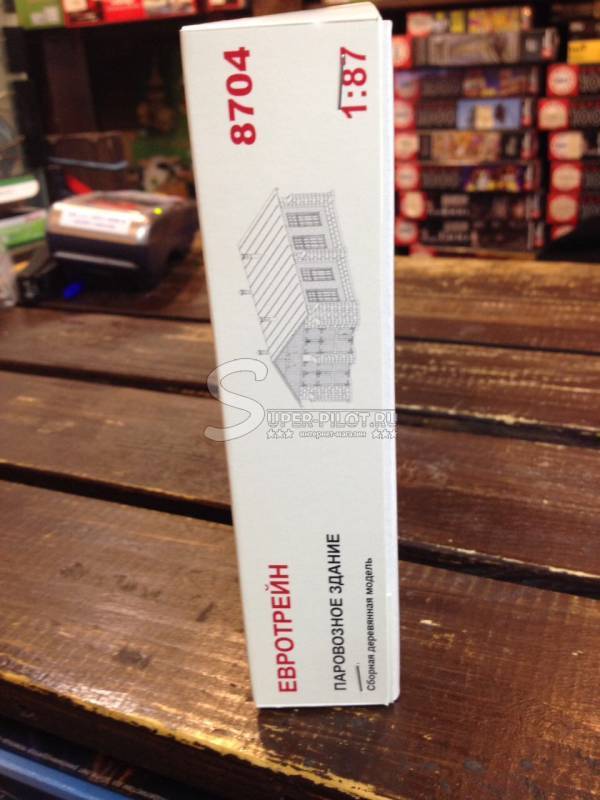 8704
1:87
ЕВРОТРЕЙН
ПАРОВОЗНОЕ ЗДАНИЕ
Сборная деревянная модель
SUPER-PILOT.RU
интернет-магазин